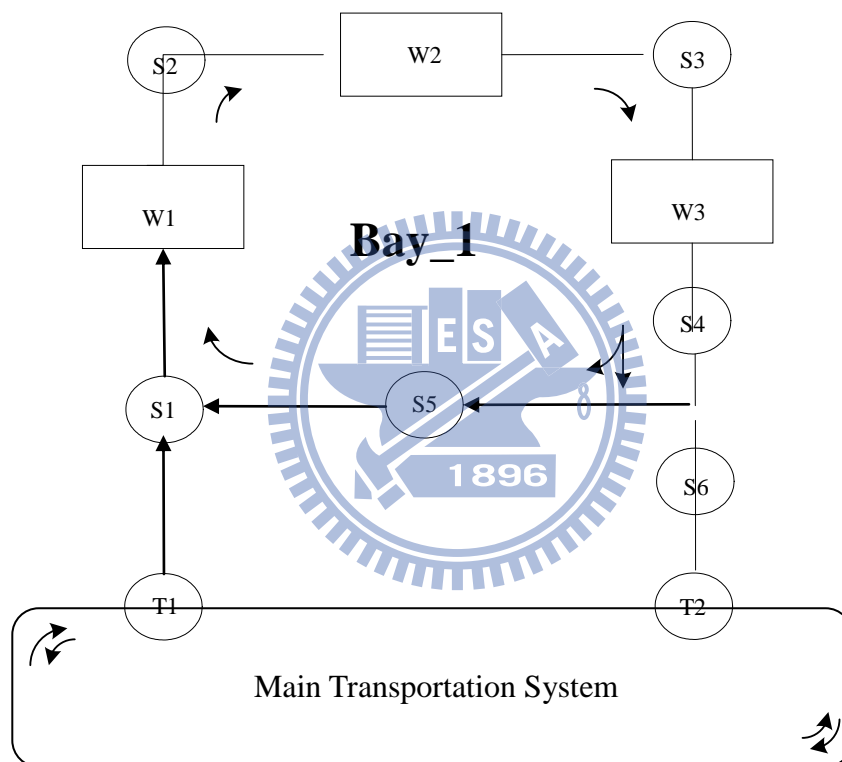 S2
W2
S3
W1
W3
Bay_1
E S A
S4
S1
S5
1896
S6
T1
T2
Main Transportation System